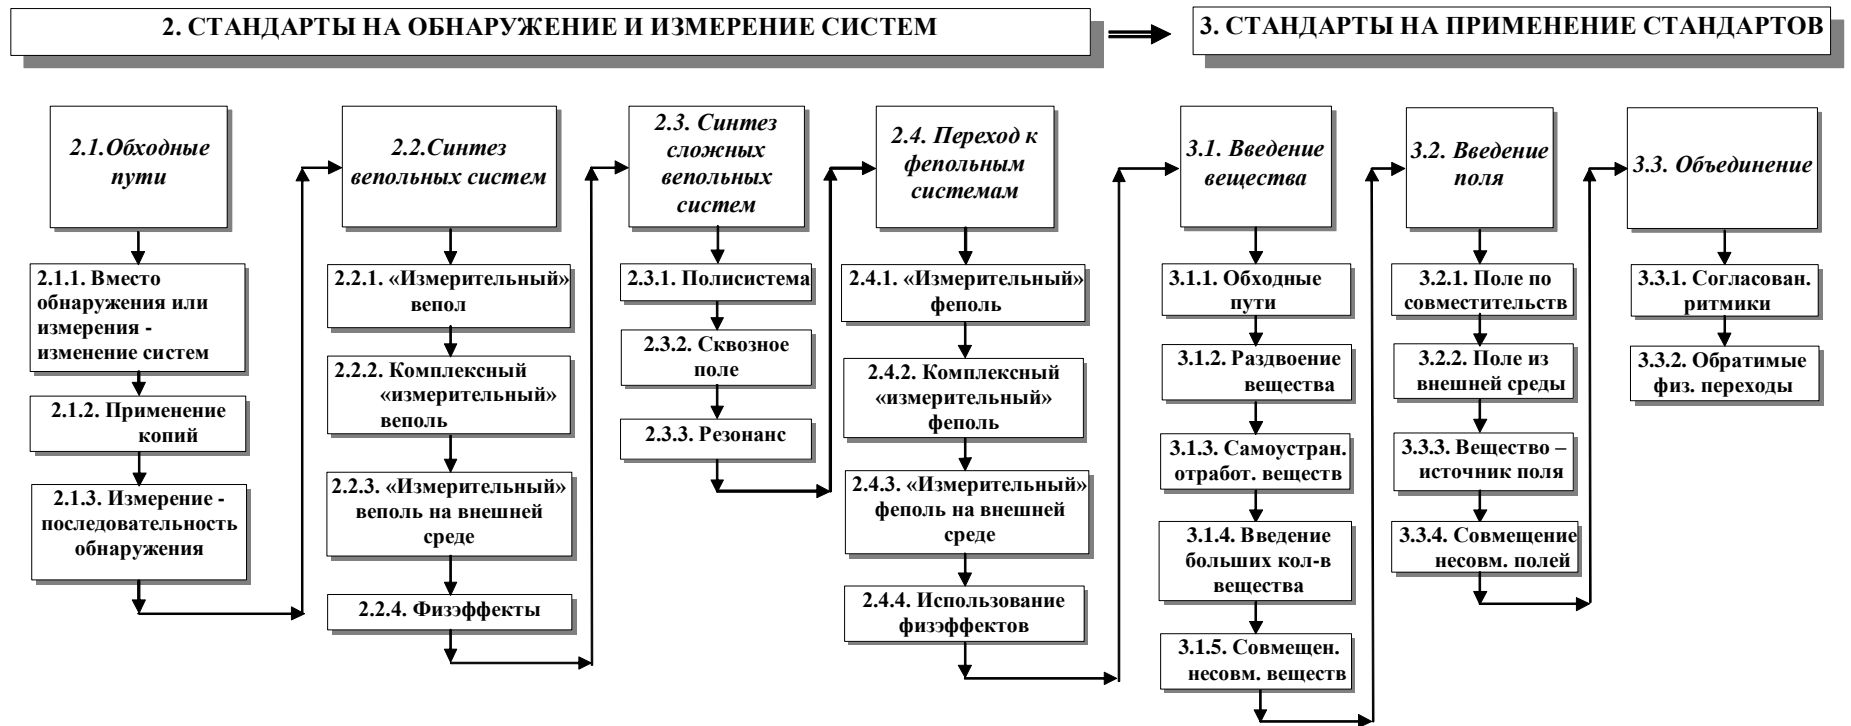 2. СТАНДАРТЫ НА ОБНАРУЖЕНИЕ И ИЗМЕРЕНИЕ СИСТЕМ
3. СТАНДАРТЫ НА ПРИМЕНЕНИЕ СТАНДАРТОВ
2.1.Обходные
пути
2.1.1. Вместо
обнаружения или
измерения -
изменение систем
2.1.2. Применение
копий
2.1.3. Измерение -
последовательность
обнаружения
2.2.Синтез
вепольных систем
2.2.1. «Измерительный»
вепол
2.2.2. Комплексный
«измерительный»
веполь
2.2.3. «Измерительный»
веполь на внешней
среде
2.2.4. Физэффекты
2.3. Синтез
сложных
вепольных
систем
2.3.1. Полисистема
2.3.2. Сквозное
поле
2.3.3. Резонанс
2.4. Переход к
фепольным
системам
2.4.1. «Измерительный»
феполь
2.4.2. Комплексный
«измерительный»
феполь
2.4.3. «Измерительный»
феполь на внешней
среде
2.4.4. Использование
физэффектов
3.1. Введение
вещества
3.1.1. Обходные
пути
3.1.2. Раздвоение
вещества
3.1.3. Самоустран.
отработ. веществ
3.1.4. Введение
больших кол-в
вещества
3.1.5. Совмещен.
несовм. веществ
3.2. Введение
поля
3.2.1. Поле по
совместительств
3.2.2. Поле из
внешней среды
3.3.3. Вещество –
источник поля
3.3.4. Совмещение
несовм. полей
3.3. Объединение
3.3.1. Согласован.
ритмики
3.3.2. Обратимые
физ. переходы